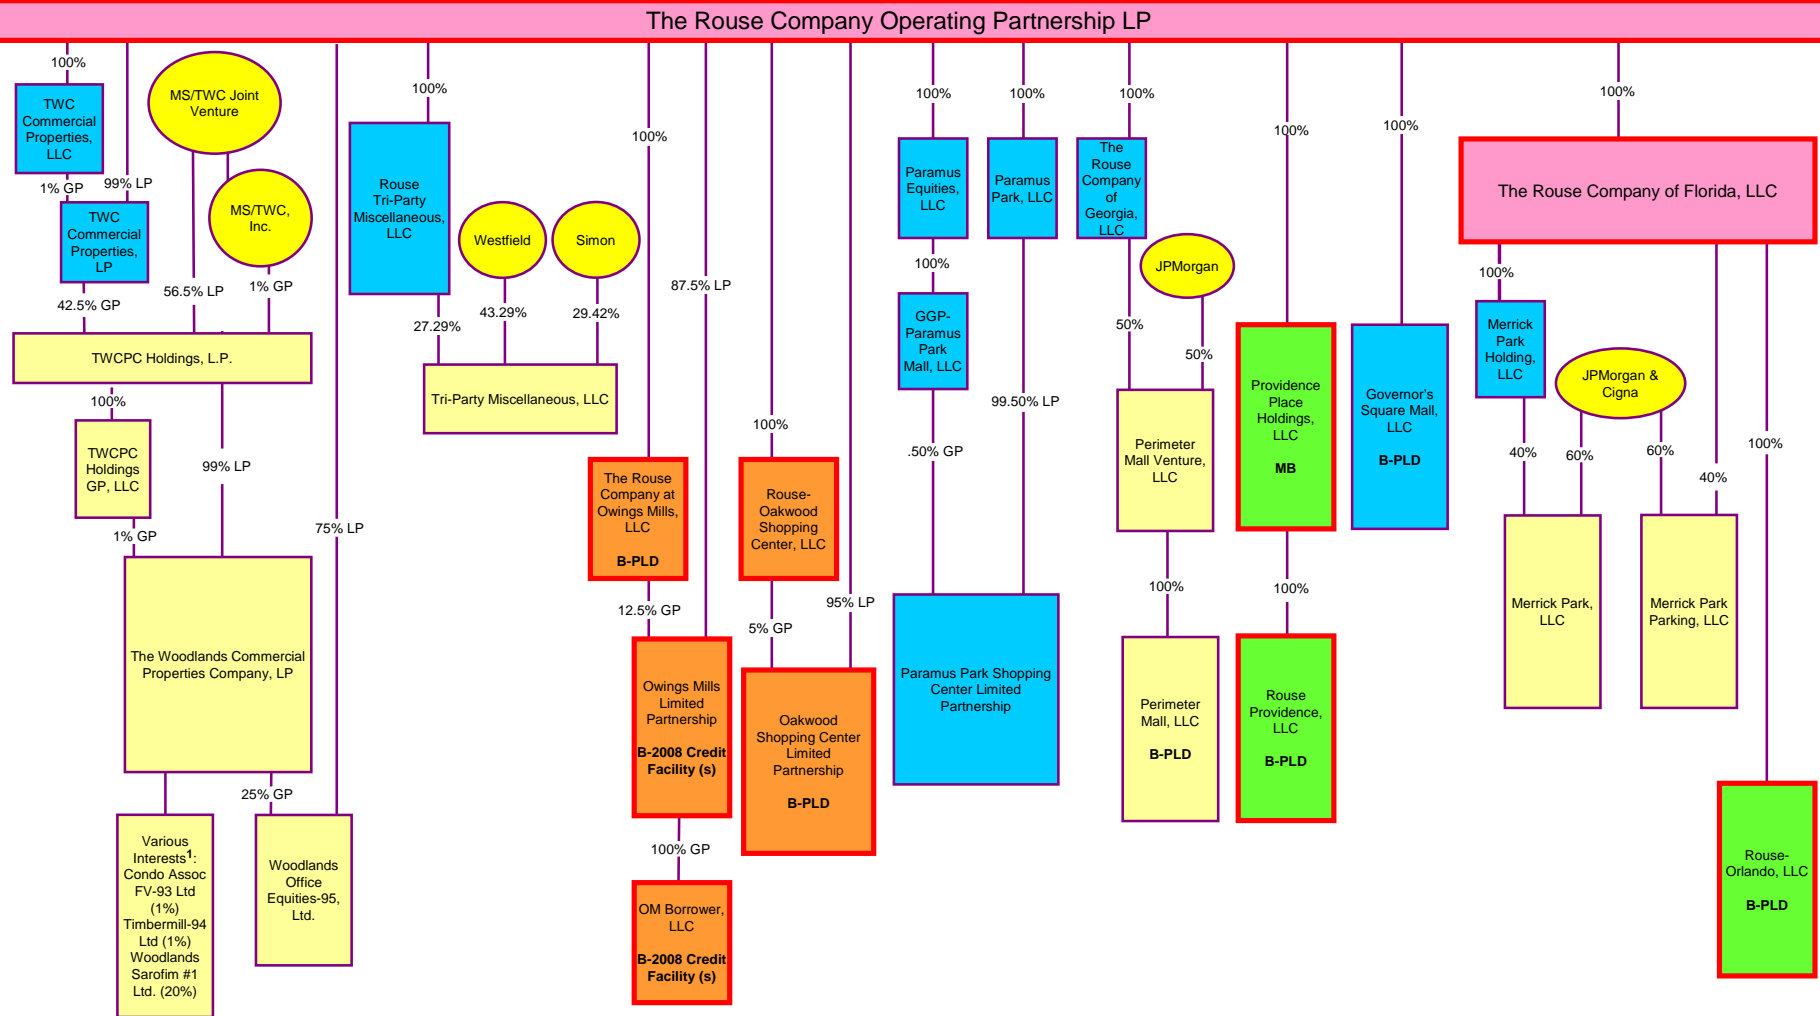 The Rouse Company Operating Partnership LP
100%
TWC
Commercial
Properties,
LLC
1% GP
99% LP
TWC
Commercial
Properties,
LP
42.5% GP
MS/TWC Joint
Venture
MS/TWC,
Inc.
56.5% LP
1% GP
TWCPC Holdings, L.P.
100%
TWCPC
Holdings
GP, LLC
99% LP
1% GP
The Woodlands Commercial
Properties Company, LP
75% LP
25% GP
Various
Interests1:
Condo Assoc
FV-93 Ltd
(1%)
Timbermill-94
Ltd (1%)
Woodlands
Sarofim #1
Ltd. (20%)
Woodlands
Office
Equities-95,
Ltd.
100%
Rouse
Tri-Party
Miscellaneous,
LLC
Westfield
Simon
27.29%
43.29%
29.42%
Tri-Party Miscellaneous, LLC
100%
The Rouse
Company at
Owings Mills,
LLC
B-PLD
87.5% LP
12.5% GP
Owings Mills
Limited
Partnership
B-2008 Credit
Facility (s)
100% GP
OM Borrower,
LLC
B-2008 Credit
Facility (s)
100%
Rouse-
Oakwood
Shopping
Center, LLC
5% GP
95% LP
Oakwood
Shopping Center
Limited
Partnership
B-PLD
100%
Paramus
Equities,
LLC
100%
GGP-
Paramus
Park
Mall, LLC
.50% GP
100%
Paramus
Park, LLC
99.50% LP
Paramus Park Shopping
Center Limited
Partnership
100%
The
Rouse
Company
of
Georgia,
LLC
JPMorgan
50%
50%
Perimeter
Mall Venture,
LLC
100%
Perimeter
Mall, LLC
B-PLD
100%
Providence
Place
Holdings,
LLC
MB
100%
Rouse
Providence,
LLC
B-PLD
100%
Governor's
Square Mall,
LLC
B-PLD
100%
The Rouse Company of Florida, LLC
100%
Merrick
Park
Holding,
LLC
JPMorgan &
Cigna
40%
60%
60%
40%
Merrick Park,
LLC
Merrick Park
Parking, LLC
100%
Rouse-
Orlando, LLC
B-PLD